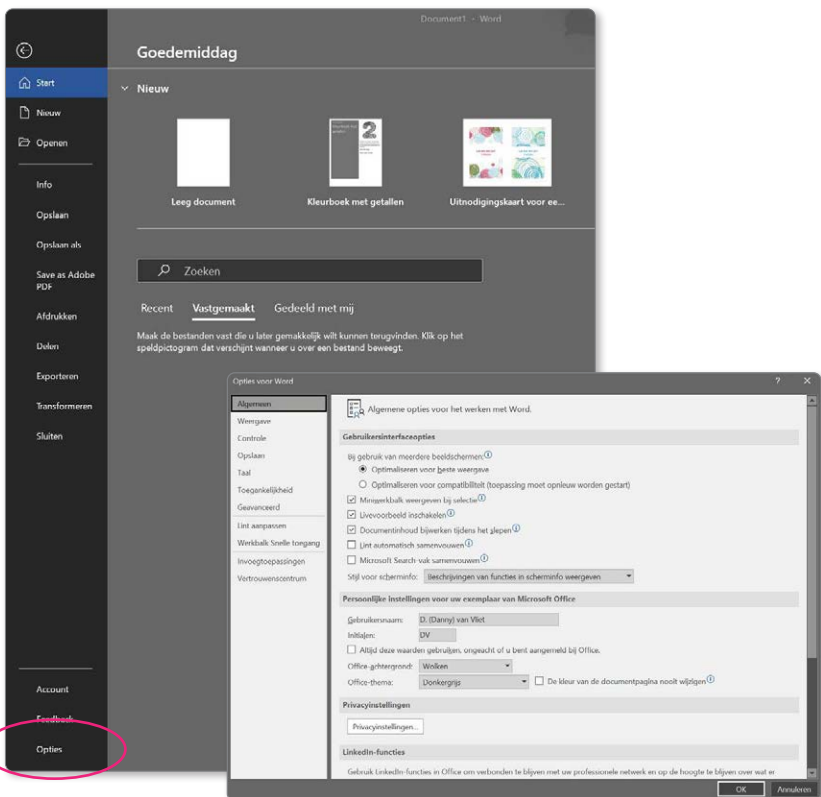 Document1 - Word
Goedemiddag
Start
Nieuw
Openen
Info
Opslaan
Opslaan als
Save as Adobe
PDF
Afdrukken
Delen
Exporteren
Transformeren
Sluiten
Account
Feedback
Opties
Nieuw
Leeg document
Kleurboek met getallen
Uitnodigingskaart voor ee...
Zoeken
Recent Vastgemaakt Gedeeld met mij
Maak de bestanden vast die u later gemakkelijk wilt kunnen terugvinden. Klik op het
speldpictogram dat verschijnt wanneer u over een bestand beweegt.
Opties voor Word
Algemeen
Weergave
Controle
Opslaan
Taal
Toegankelijkheid
Geavanceerd
Lint aanpassen
Werkbalk Snelle toegang
Invoegtoepassingen
Vertrouwenscentrum
Algemene opties voor het werken met Word.
Gebruikersinterfaceopties
Bij gebruik van meerdere beeldschermen:
Optimaliseren voor beste weergave
Optimaliseren voor compatibiliteit (toepassing moet opnieuw worden gestart)
Miniwerkbalk weergeven bij selectie
Livevoorbeeld inschakelen
Documentinhoud bijwerken tijdens het slepen
Lint automatisch samenvouwen
Microsoft Search-vak samenvouwen
Stijl voor scherminfo: Beschrijvingen van functies in scherminfo weergeven
Persoonlijke instellingen voor uw exemplaar van Microsoft Office
Gebruikersnaam: D. (Danny) van Vliet
Initialen: DV
Altijd deze waarden gebruiken, ongeacht of u bent aangemeld bij Office.
Office-achtergrond: Wolken
Office-thema: Donkergrijs De kleur van de documentpagina nooit wijzigen
Privacyinstellingen
Privacyinstellingen...
LinkedIn-functies
Gebruik LinkedIn-functies in Office om verbonden te blijven met uw professionele netwerk en op de hoogte te blijven over wat er
OK Annuleren